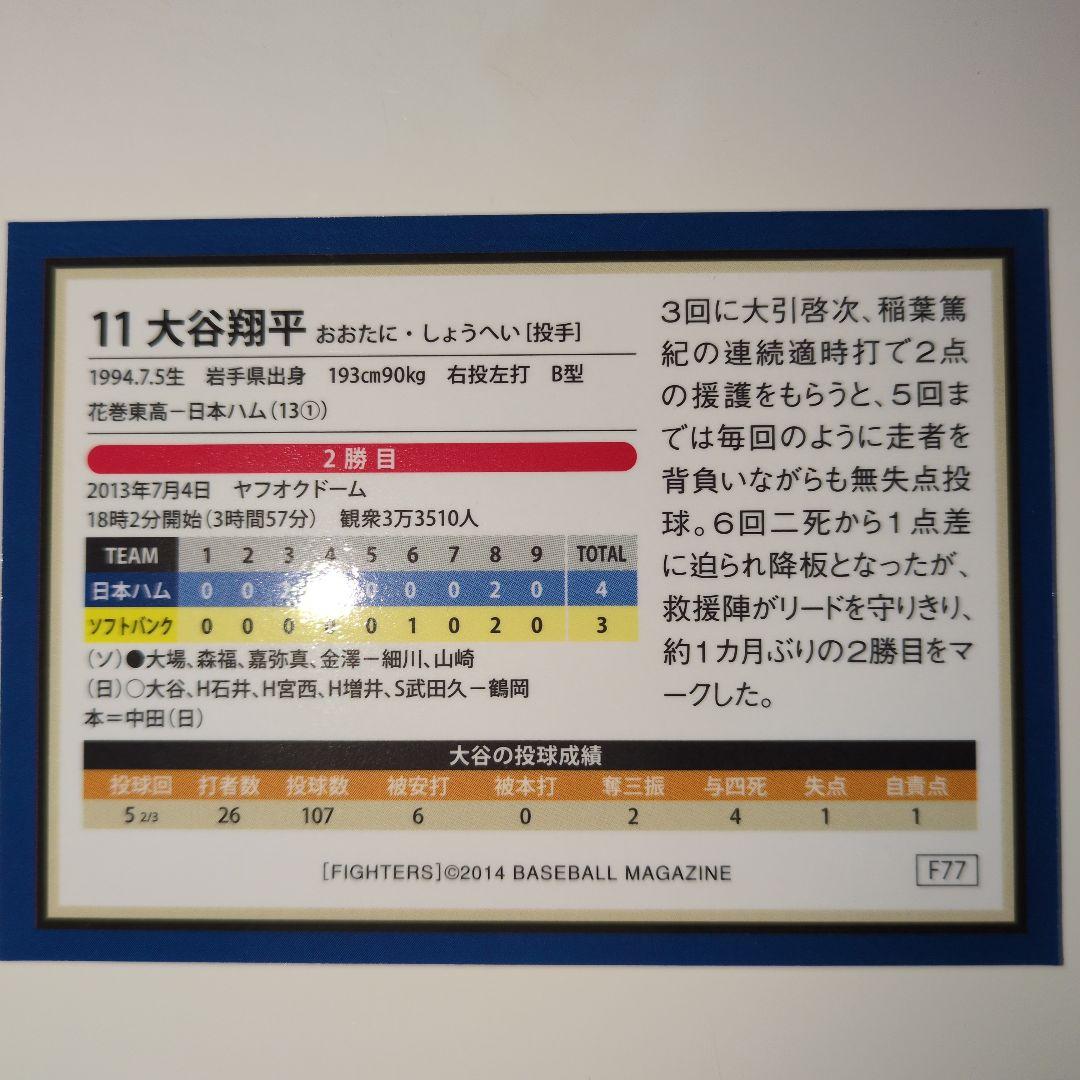 11 大谷翔平 おおたに・しょうへい[投手]
1994.7.5生 岩手県出身 193㎝90㎏ 右投左打 B型
花巻東高－日本ハム(13①)
2勝目
2013年7月4日 ヤフオクドーム
18時2分開始(3時間57分) 観衆3万3510人
TEAM 1 2 3 4 5 6 7 8 9 TOTAL
日本ハム 0 0 2 0 0 0 2 0 4
ソフトバンク 0 0 0 0 0 1 0 2 0 3
(ソ)●大場、森福、嘉弥真、金澤－細川、山崎
(日)○大谷、H石井、H宮西、H増井、S武田久－鶴岡
本＝中田(日)
3回に大引啓次、稲葉篤
紀の連続適時打で2点
の援護をもらうと、5回ま
では毎回のように走者を
背負いながらも無失点投
球。6回二死から1点差
に迫られ降板となったが、
救援陣がリードを守りきり、
約1カ月ぶりの2勝目をマ
ークした。
大谷の投球成績
投球回 打者数 投球数 被安打 被本打 奪三振 与四死 失点 自責点
5 2/3 26 107 6 0 2 4 1 1
[FIGHTERS]©2014 BASEBALL MAGAZINE
F77